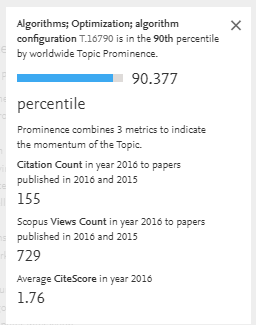 Algorithms; Optimization; algorithm
configuration T.16790 is in the 90th percentile
by worldwide Topic Prominence.
90.377
percentile
Prominence combines 3 metrics to indicate
the momentum of the Topic.
Citation Count in year 2016 to papers
published in 2016 and 2015
155
Scopus Views Count in year 2016 to papers
published in 2016 and 2015
729
Average CiteScore in year 2016
1.76